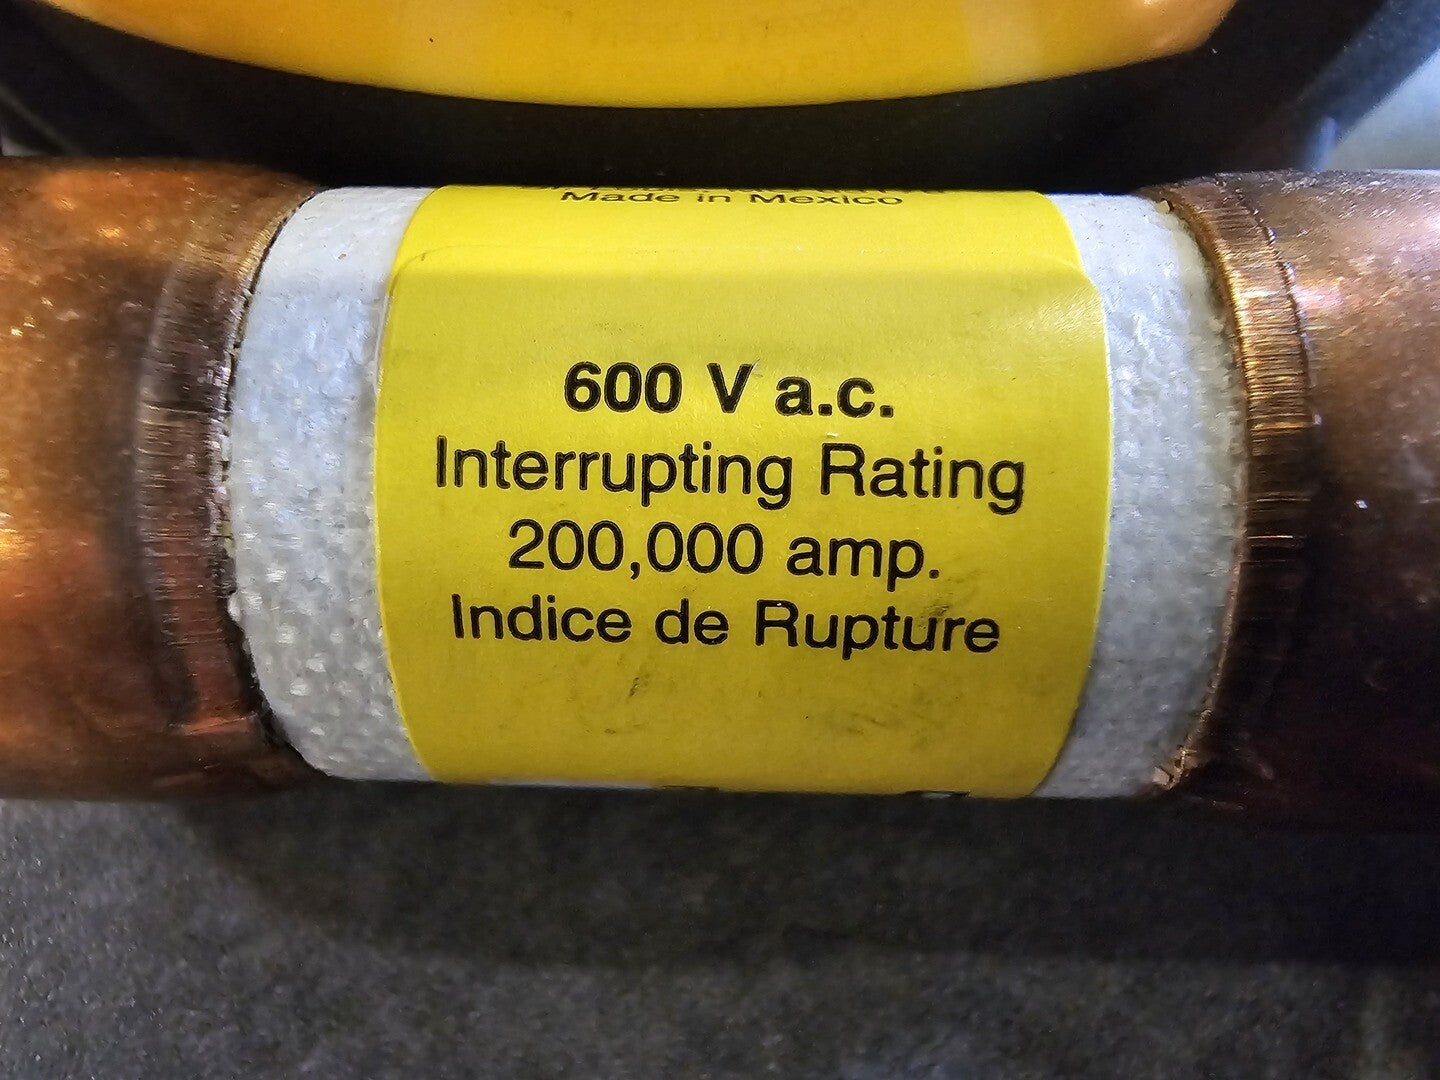 Made in Mexico
600 V a.c.
Interrupting Rating
200,000 amp.
Indice de Rupture